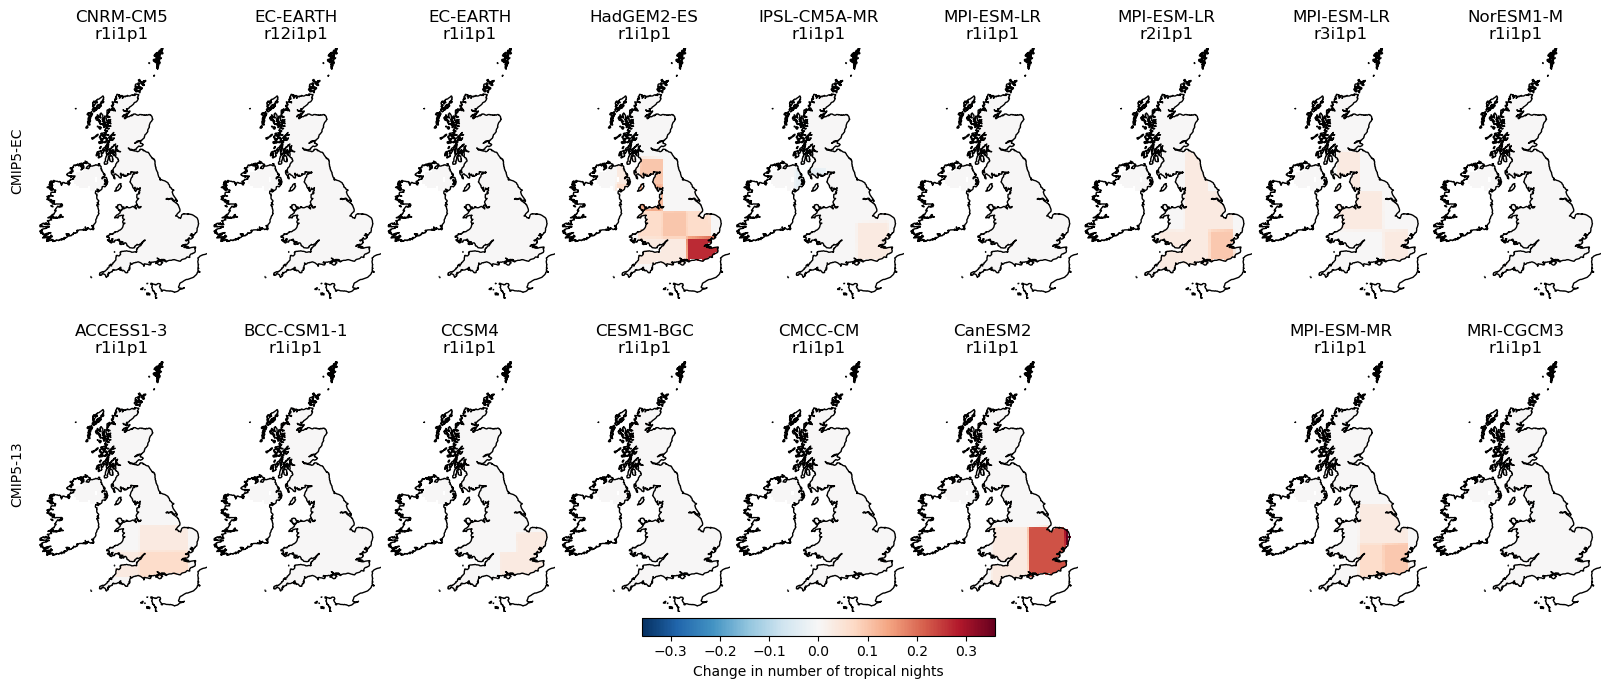 CNRM-CM5 EC-EARTH EC-EARTH HadGEM2-ES IPSL-CM5A-MR MPI-ESM-LR MPI-ESM-LR MPI-ESM-LR NorESM1-M
r1i1p1 r12i1p1 r1i1p1 r1i1p1 r1i1p1 r1i1p1 r2i1p1 r3i1p1 r1i1p1
CMIP5-EC
ACCESS1-3 BCC-CSM1-1 CCSM4 CESM1-BGC CMCC-CM CanESM2 MPI-ESM-MR MRI-CGCM3
r1i1p1 r1i1p1 r1i1p1 r1i1p1 r1i1p1 r1i1p1 r1i1p1 r1i1p1
CMIP5-13
−0.3 −0.2 −0.1 0.0 0.1 0.2 0.3
Change in number of tropical nights